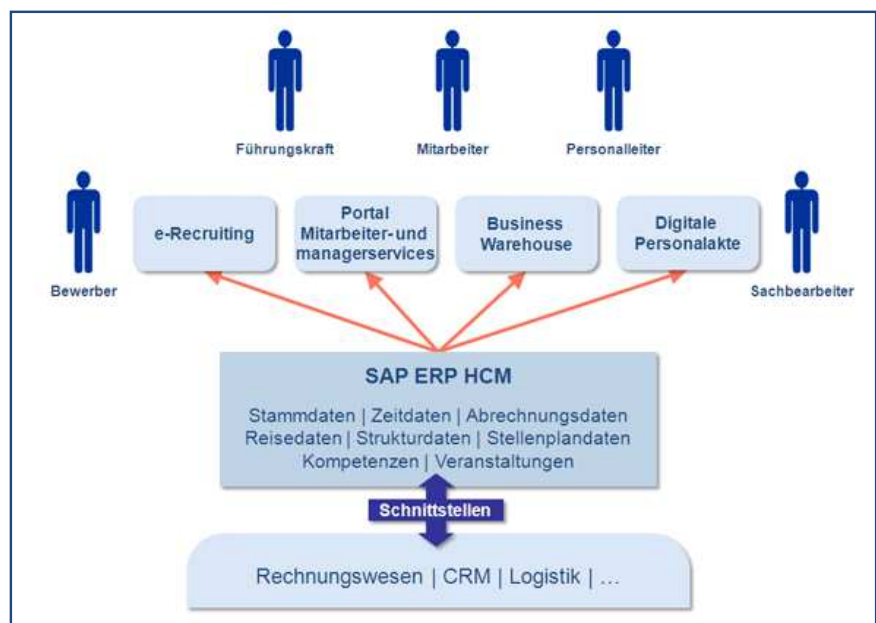 Führungskraft
Mitarbeiter
Personalleiter
Bewerber
e-Recruiting
Portal
Mitarbeiter- und
managerservices
Business
Warehouse
Digitale
Personalakte
Sachbearbeiter
SAP ERP HCM
Stammdaten | Zeitdaten | Abrechnungsdaten
Reisedaten | Strukturdaten | Stellenplandaten
Kompetenzen | Veranstaltungen
Schnittstellen
Rechnungswesen | CRM | Logistik | ...